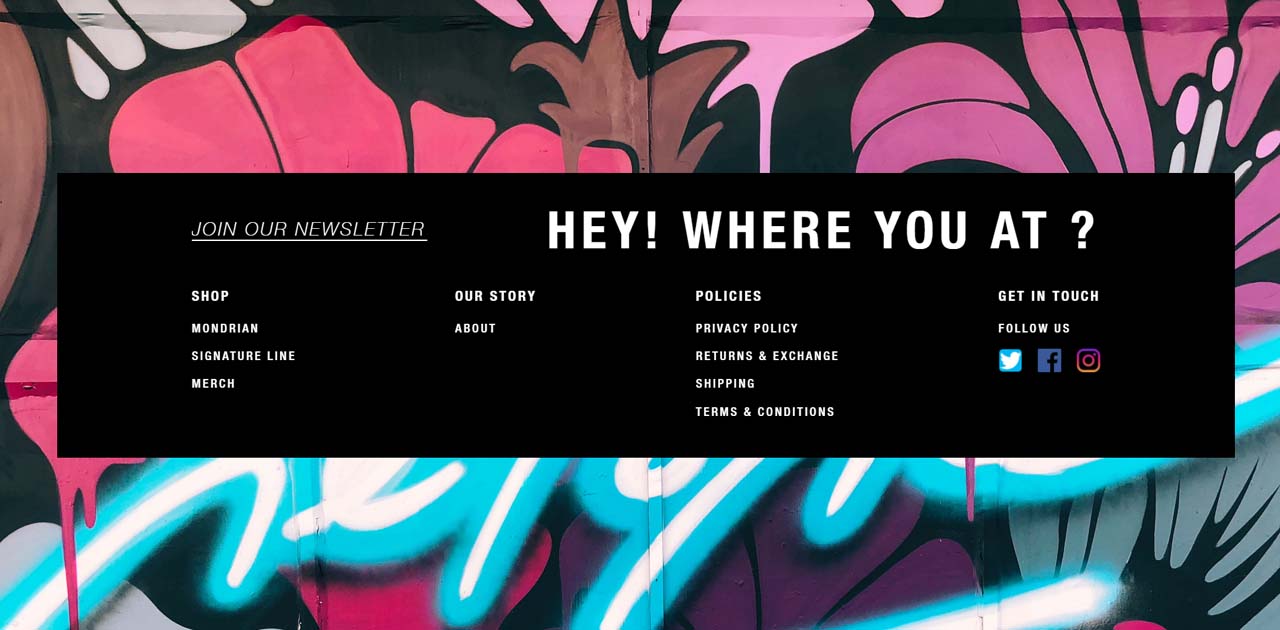 JOIN OUR NEWSLETTER
HEY! WHERE YOU AT ?
SHOP
MONDRIAN
SIGNATURE LINE
MERCH
OUR STORY
ABOUT
POLICIES
PRIVACY POLICY
RETURNS & EXCHANGE
SHIPPING
TERMS & CONDITIONS
GET IN TOUCH
FOLLOW US